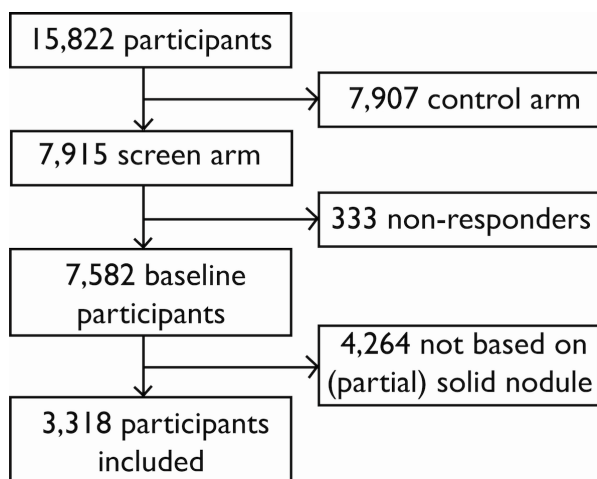 15,822 participants
7,907 control arm
7,915 screen arm
333 non-responders
7,582 baseline
participants
4,264 not based on
(partial) solid nodule
3,318 participants
included